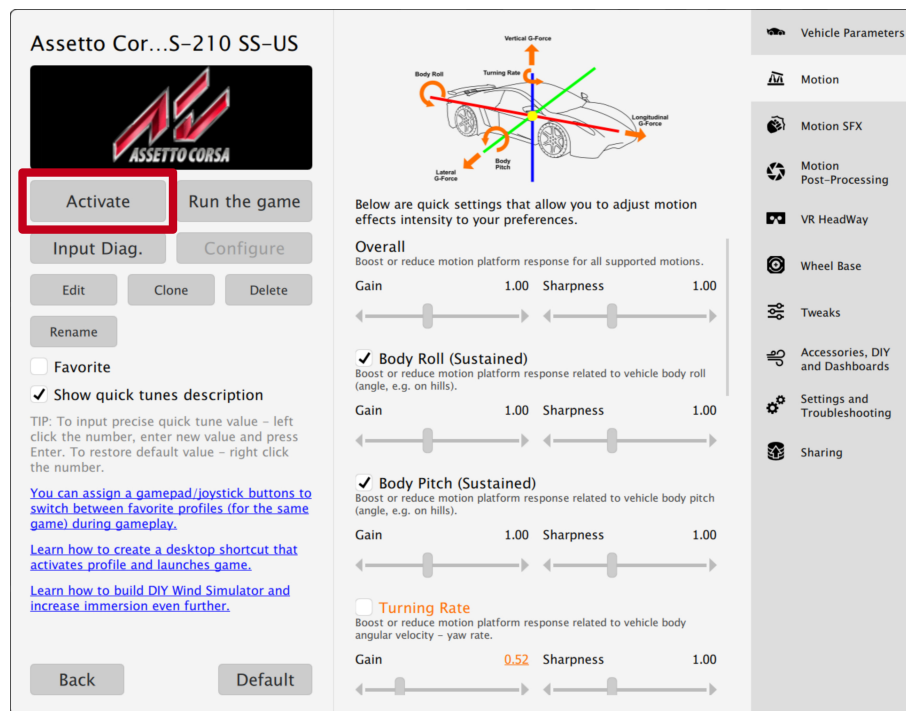 Assetto Cor...S-210 SS-US
ASSETTO CORSA
Activate
Run the game
Input Diag.
Configure
Edit
Clone
Delete
Rename
Favorite
Show quick tunes description
TIP: To input precise quick tune value - left
click the number, enter new value and press
Enter. To restore default value - right click
the number.
You can assign a gamepad/joystick buttons to
switch between favorite profiles (for the same
game) during gameplay.
Learn how to create a desktop shortcut that
activates profile and launches game.
Learn how to build DIY Wind Simulator and
increase immersion even further.
Back
Default
Vertical G-Force
Body Roll
Turning Rate
Longitudinal
G-Force
Lateral
G-Force
Body
Pitch
Below are quick settings that allow you to adjust motion
effects intensity to your preferences.
Overall
Boost or reduce motion platform response for all supported motions.
Gain 1.00 Sharpness 1.00
Body Roll (Sustained)
Boost or reduce motion platform response related to vehicle body roll
(angle, e.g. on hills).
Gain 1.00 Sharpness 1.00
Body Pitch (Sustained)
Boost or reduce motion platform response related to vehicle body pitch
(angle, e.g. on hills).
Gain 1.00 Sharpness 1.00
Turning Rate
Boost or reduce motion platform response related to vehicle body
angular velocity - yaw rate.
Gain 0.52 Sharpness 1.00
Vehicle Parameters
Motion
Motion SFX
Motion
Post-Processing
VR HeadWay
Wheel Base
Tweaks
Accessories, DIY
and Dashboards
Settings and
Troubleshooting
Sharing